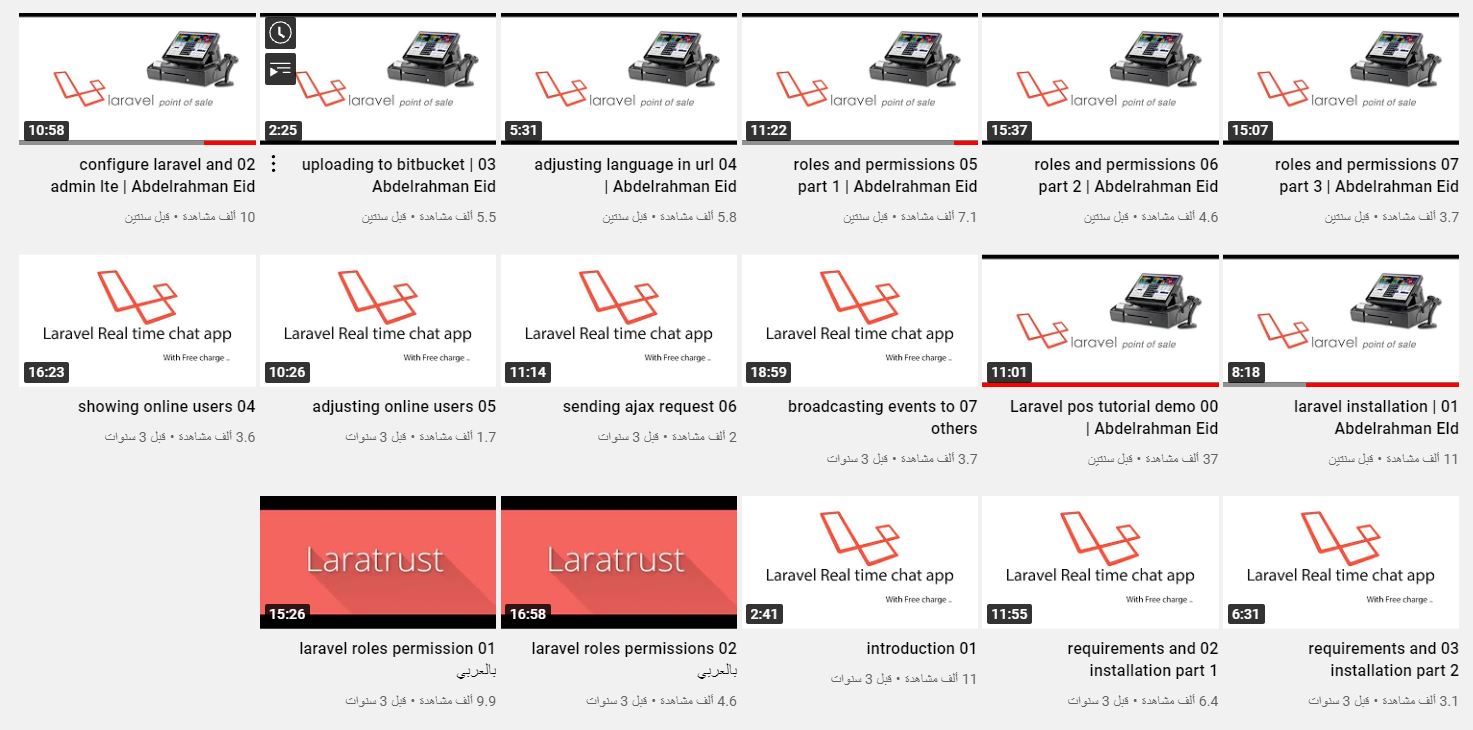 laravel point of sale
15:07
roles and permissions 07
part 3 | Abdelrahman Eid
3.7 ألف مشاهدة • قبل سنتين
laravel point of sale
15:37
roles and permissions 06
part 2 | Abdelrahman Eid
4.6 ألف مشاهدة • قبل سنتين
laravel point of sale
11:22
roles and permissions 05
part 1 | Abdelrahman Eid
7.1 ألف مشاهدة • قبل سنتين
laravel point of sale
5:31
adjusting language in url 04
| Abdelrahman Eid
5.8 ألف مشاهدة • قبل سنتين
laravel point of sale
2:25
uploading to bitbucket | 03
Abdelrahman Eid
5.5 ألف مشاهدة • قبل سنتين
laravel point of sale
10:58
configure laravel and 02
admin lte | Abdelrahman Eid
10 ألف مشاهدة • قبل سنتين
laravel point of sale
8:18
laravel installation | 01
Abdelrahman EId
11 ألف مشاهدة • قبل سنتين
laravel point of sale
11:01
Laravel pos tutorial demo 00
| Abdelrahman Eid
37 ألف مشاهدة • قبل سنتين
Laravel Real time chat app
With Free charge ..
18:59
broadcasting events to 07
others
3.7 ألف مشاهدة • قبل 3 سنوات
Laravel Real time chat app
With Free charge ..
11:14
sending ajax request 06
2 ألف مشاهدة • قبل 3 سنوات
Laravel Real time chat app
With Free charge ..
10:26
adjusting online users 05
1.7 ألف مشاهدة • قبل 3 سنوات
Laravel Real time chat app
With Free charge ..
16:23
showing online users 04
3.6 ألف مشاهدة • قبل 3 سنوات
Laravel Real time chat app
With Free charge ..
6:31
requirements and 03
installation part 2
3.1 ألف مشاهدة • قبل 3 سنوات
Laravel Real time chat app
With Free charge ..
11:55
requirements and 02
installation part 1
6.4 ألف مشاهدة • قبل 3 سنوات
Laravel Real time chat app
With Free charge ..
2:41
introduction 01
11 ألف مشاهدة • قبل 3 سنوات
Laratrust
16:58
laravel roles permissions 02
بالعربي
4.6 ألف مشاهدة • قبل 3 سنوات
Laratrust
15:26
laravel roles permission 01
بالعربي
9.9 ألف مشاهدة • قبل 3 سنوات